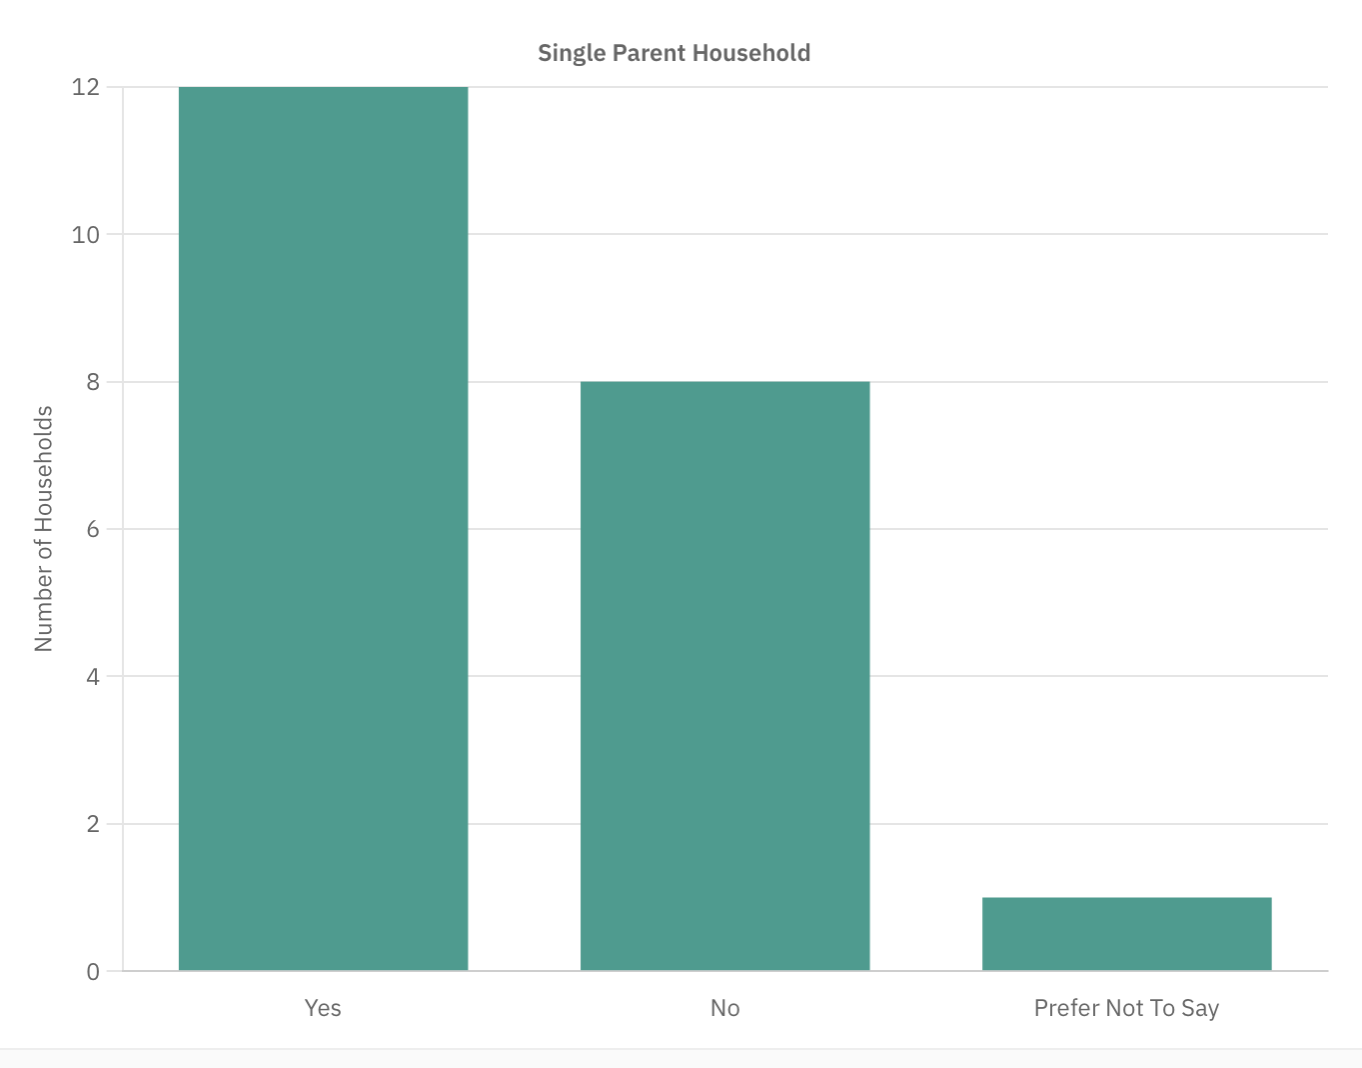 Single Parent Household
12
10
8
6
4
2
0
Number of Households
Yes
No
Prefer Not To Say